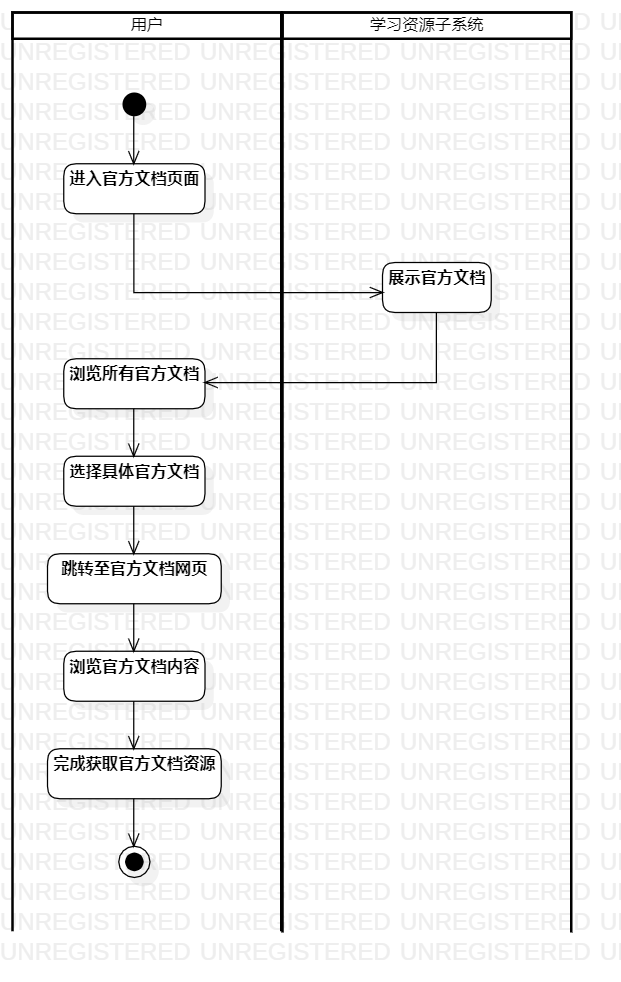 用户
学习资源子系统
进入官方文档页面
展示官方文档
浏览所有官方文档
选择具体官方文档
跳转至官方文档网页
浏览官方文档内容
完成获取官方文档资源
UNREGISTERED